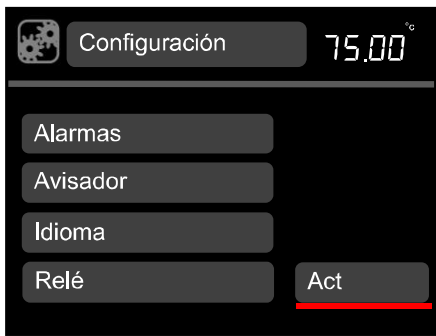 Configuración 75.00 °C
Alarmas
Avisador
Idioma
Relé Act